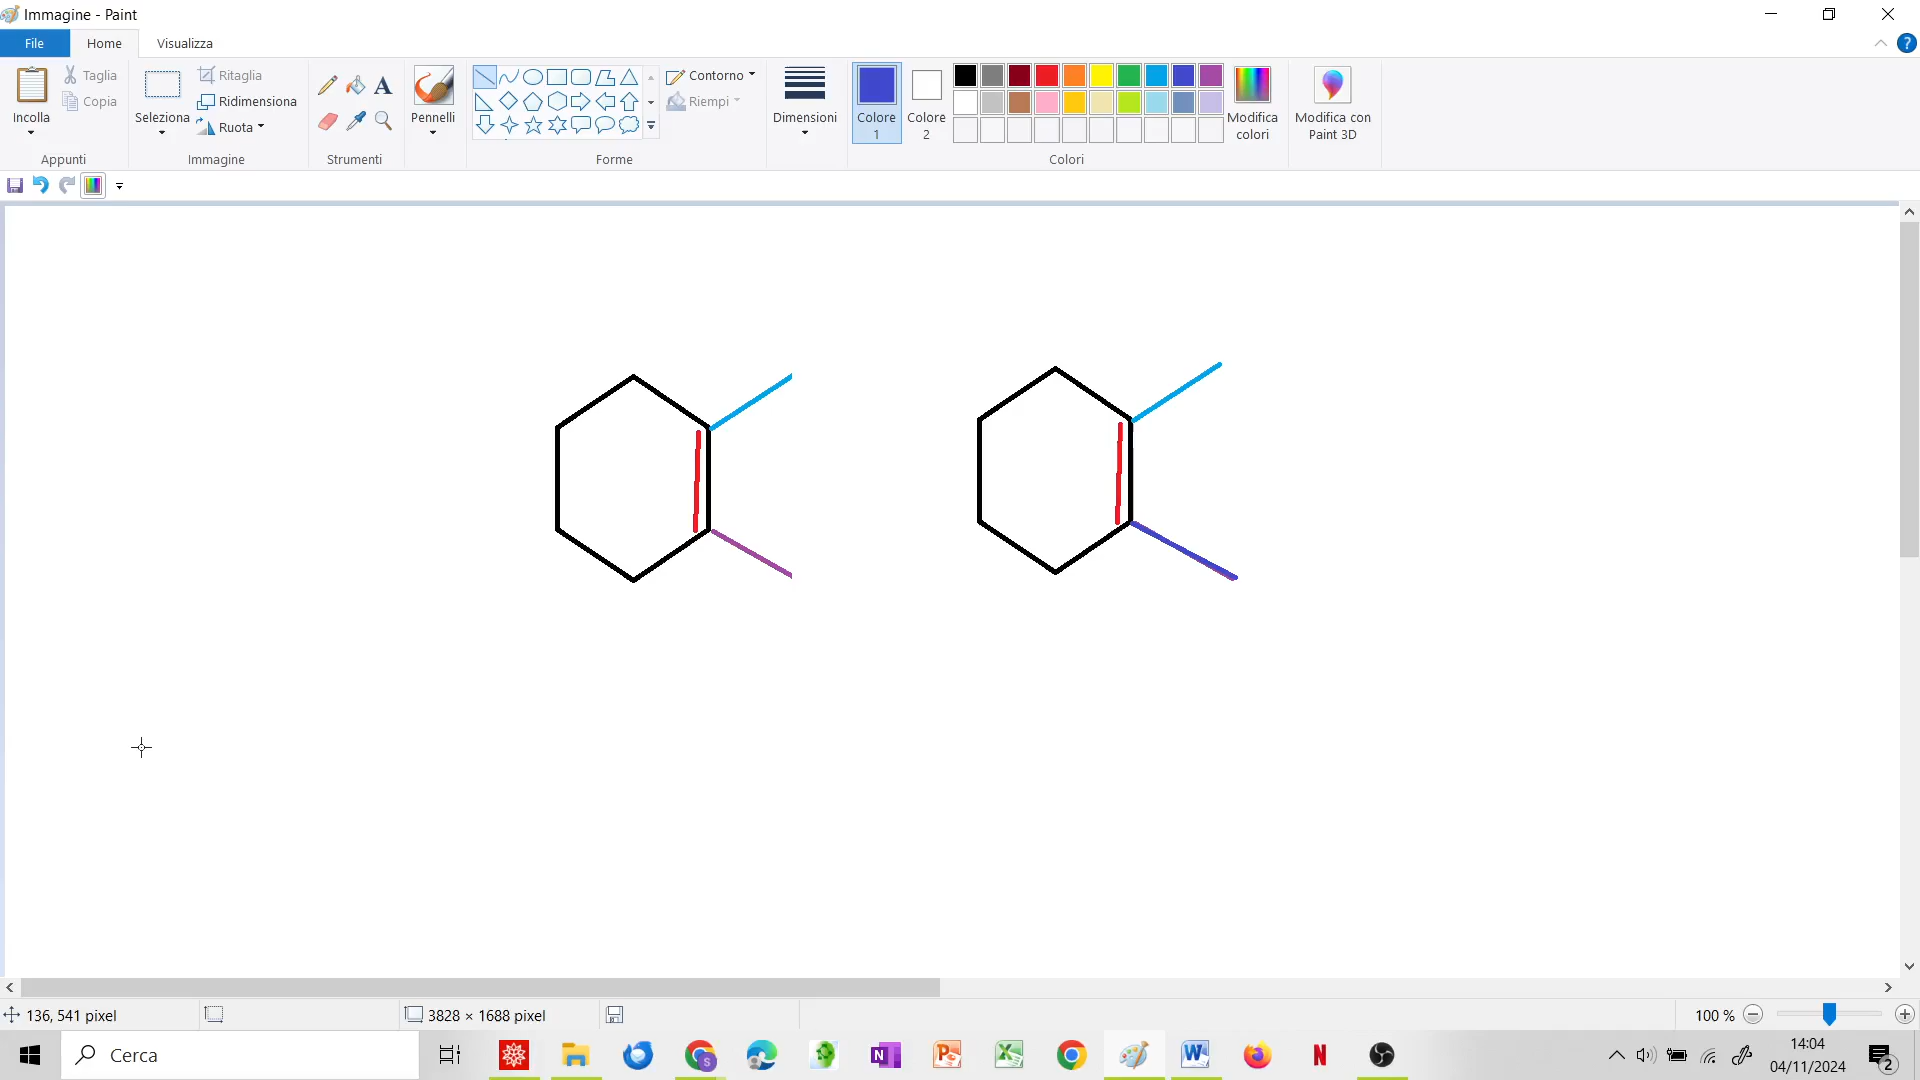 Immagine - Paint
File Home Visualizza
Incolla
Taglia
Copia
Appunti
Seleziona
Ritaglia
Ridimensiona
Ruota
Immagine
Strumenti
Pennelli
Forme
Contorno
Riempi
Dimensioni
Colore
1
Colore
2
Colori
Modifica
colori
Modifica con
Paint 3D
136, 541 pixel
3828 × 1688 pixel
100 %
Cerca
14:04
04/11/2024
2